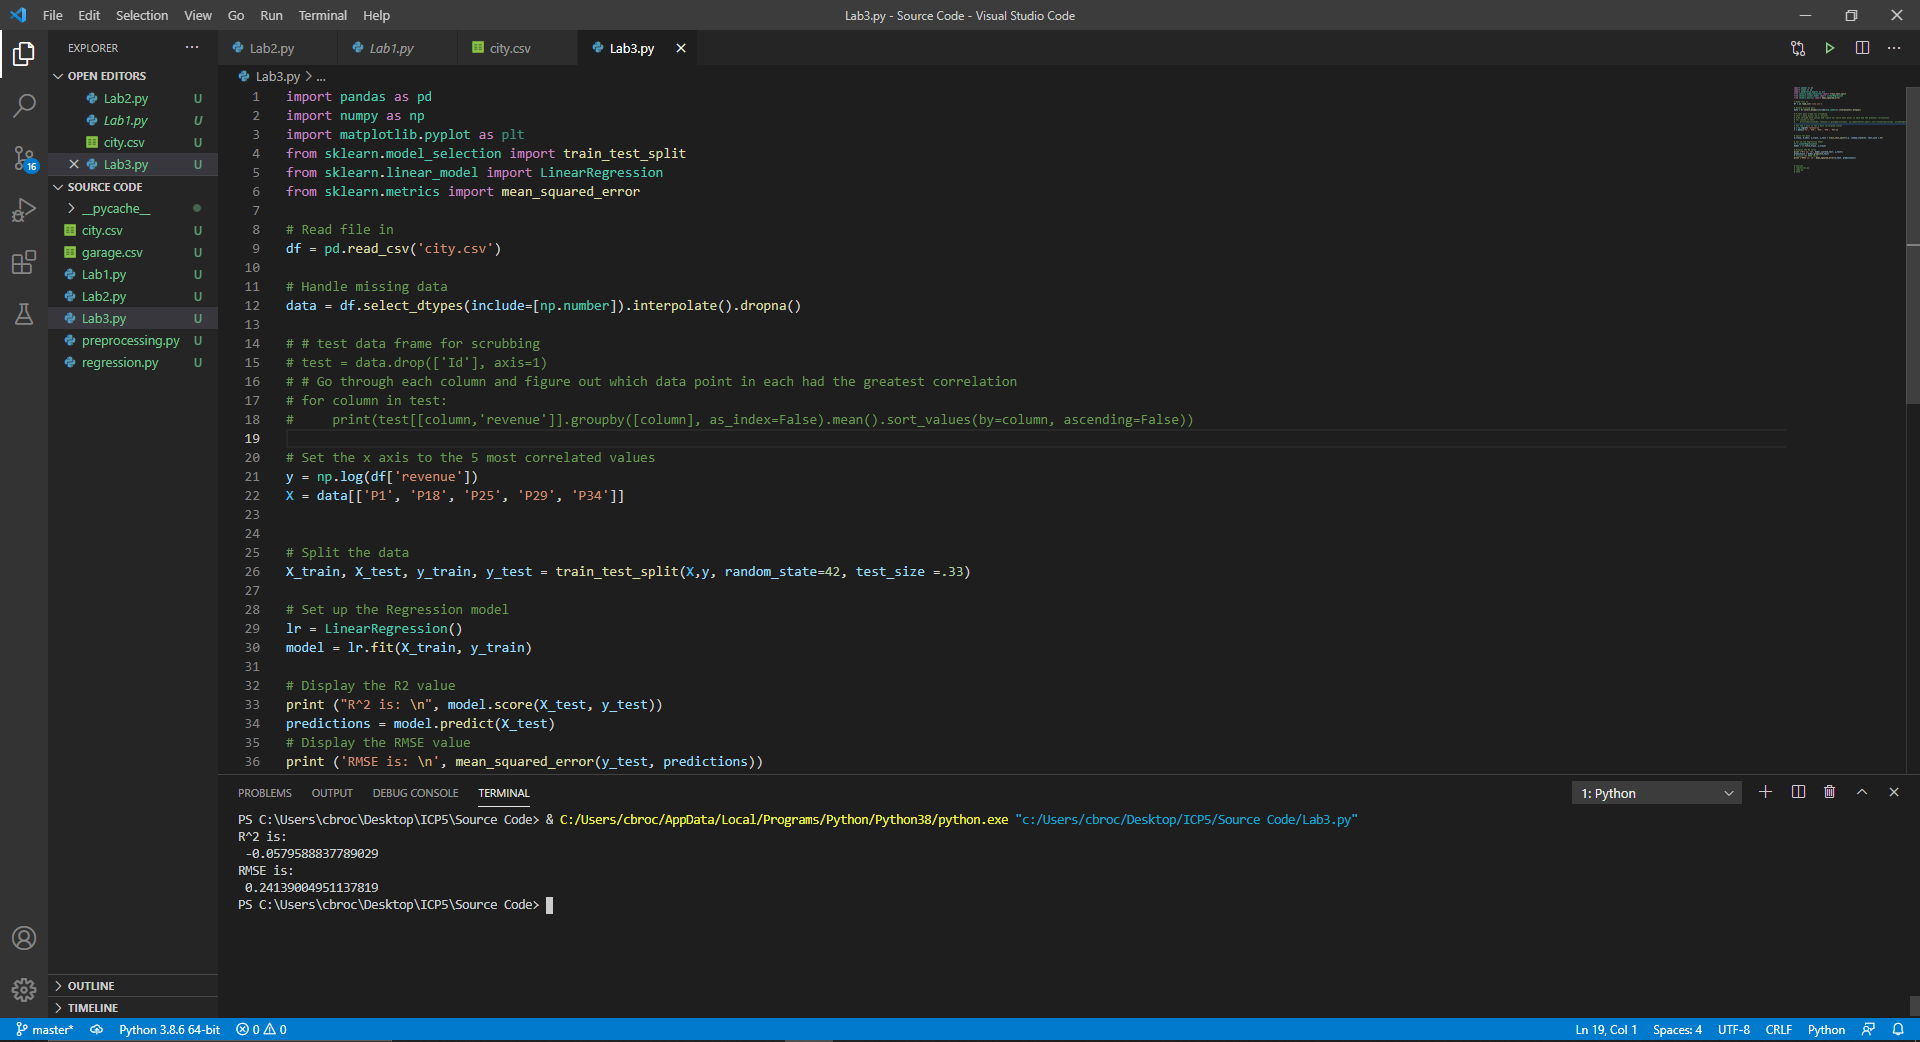 File Edit Selection View Go Run Terminal Help
Lab3.py - Source Code - Visual Studio Code
EXPLORER
OPEN EDITORS
Lab2.py U
Lab1.py U
city.csv U
Lab3.py U
SOURCE CODE
__pycache__
city.csv U
garage.csv U
Lab1.py U
Lab2.py U
Lab3.py U
preprocessing.py U
regression.py U
OUTLINE
TIMELINE
16
Lab2.py Lab1.py city.csv Lab3.py
Lab3.py > ...
1 import pandas as pd
2 import numpy as np
3 import matplotlib.pyplot as plt
4 from sklearn.model_selection import train_test_split
5 from sklearn.linear_model import LinearRegression
6 from sklearn.metrics import mean_squared_error
7
8 # Read file in
9 df = pd.read_csv('city.csv')
10
11 # Handle missing data
12 data = df.select_dtypes(include=[np.number]).interpolate().dropna()
13
14 # # test data frame for scrubbing
15 # test = data.drop(['Id'], axis=1)
16 # # Go through each column and figure out which data point in each had the greatest correlation
17 # for column in test:
18 #     print(test[[column,'revenue']].groupby([column], as_index=False).mean().sort_values(by=column, ascending=False))
19
20 # Set the x axis to the 5 most correlated values
21 y = np.log(df['revenue'])
22 X = data[['P1', 'P18', 'P25', 'P29', 'P34']]
23
24
25 # Split the data
26 X_train, X_test, y_train, y_test = train_test_split(X,y, random_state=42, test_size =.33)
27
28 # Set up the Regression model
29 lr = LinearRegression()
30 model = lr.fit(X_train, y_train)
31
32 # Display the R2 value
33 print ("R^2 is: \n", model.score(X_test, y_test))
34 predictions = model.predict(X_test)
35 # Display the RMSE value
36 print ('RMSE is: \n', mean_squared_error(y_test, predictions))
PROBLEMS OUTPUT DEBUG CONSOLE TERMINAL
1: Python
PS C:\Users\cbroc\Desktop\ICP5\Source Code> & C:/Users/cbroc/AppData/Local/Programs/Python/Python38/python.exe "c:/Users/cbroc/Desktop/ICP5/Source Code/Lab3.py"
R^2 is:
-0.0579588837789029
RMSE is:
0.24139004951137819
PS C:\Users\cbroc\Desktop\ICP5\Source Code>
master* Python 3.8.6 64-bit 0 0
Ln 19, Col 1 Spaces: 4 UTF-8 CRLF Python